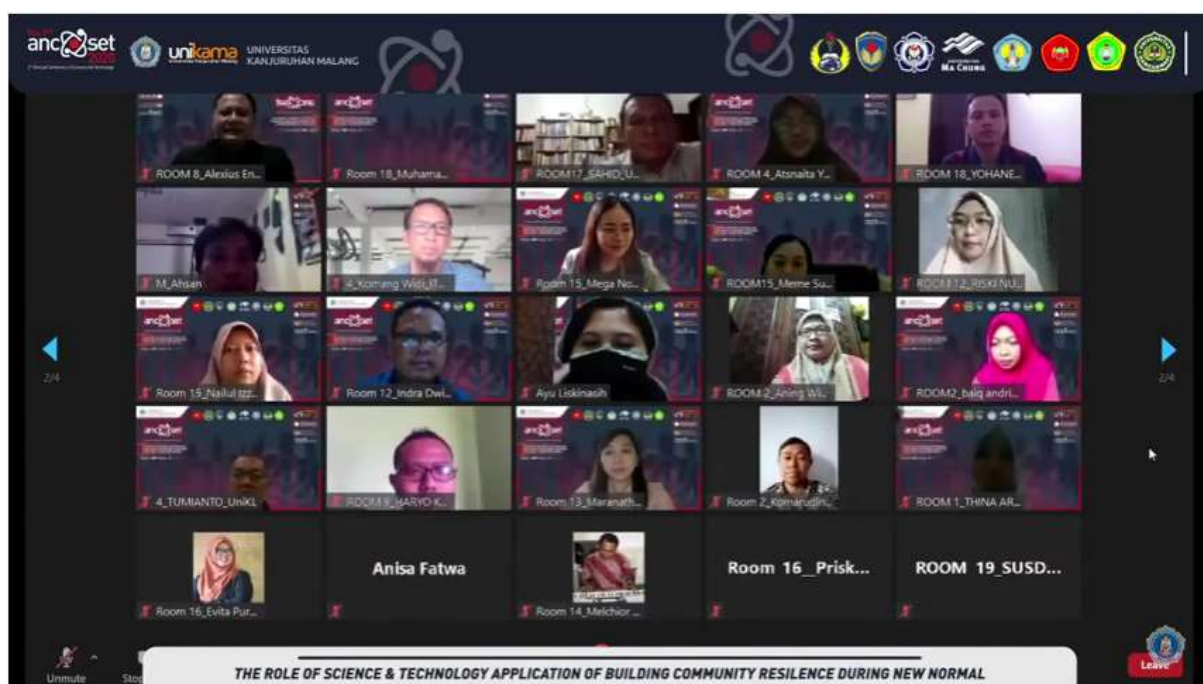 ancoset
2020
unikama
UNIVERSITAS
KANJURUHAN MALANG
MA CHUNG
ROOM 8_Alexius En...
Room 18_Muhama...
ROOM17_SAHID_U...
ROOM 4_Atsnaita Y...
ROOM 18_YOHANE...
M_Ahsan
4_Komang Widi_IT...
Room 15_Mega No...
ROOM15_Meme Su...
ROOM 12_RISKI NU...
2/4
2/4
Room 15_Nailul Izz...
Room 12_Indra Dwi...
Ayu Liskinasih
ROOM 2_Aning Wi...
ROOM2_baiq andri...
4_TUMIANTO_UniKL
ROOM 9_HARYO K...
Room 13_Maranath...
Room 2_Komarudin...
ROOM 1_THINA AR...
Anisa Fatwa
Room 16__Prisk...
ROOM 19_SUSD...
Room 16_Evita Pur...
Room 14_Melchior ...
Unmute
Stop
Leave
THE ROLE OF SCIENCE & TECHNOLOGY APPLICATION OF BUILDING COMMUNITY RESILENCE DURING NEW NORMAL